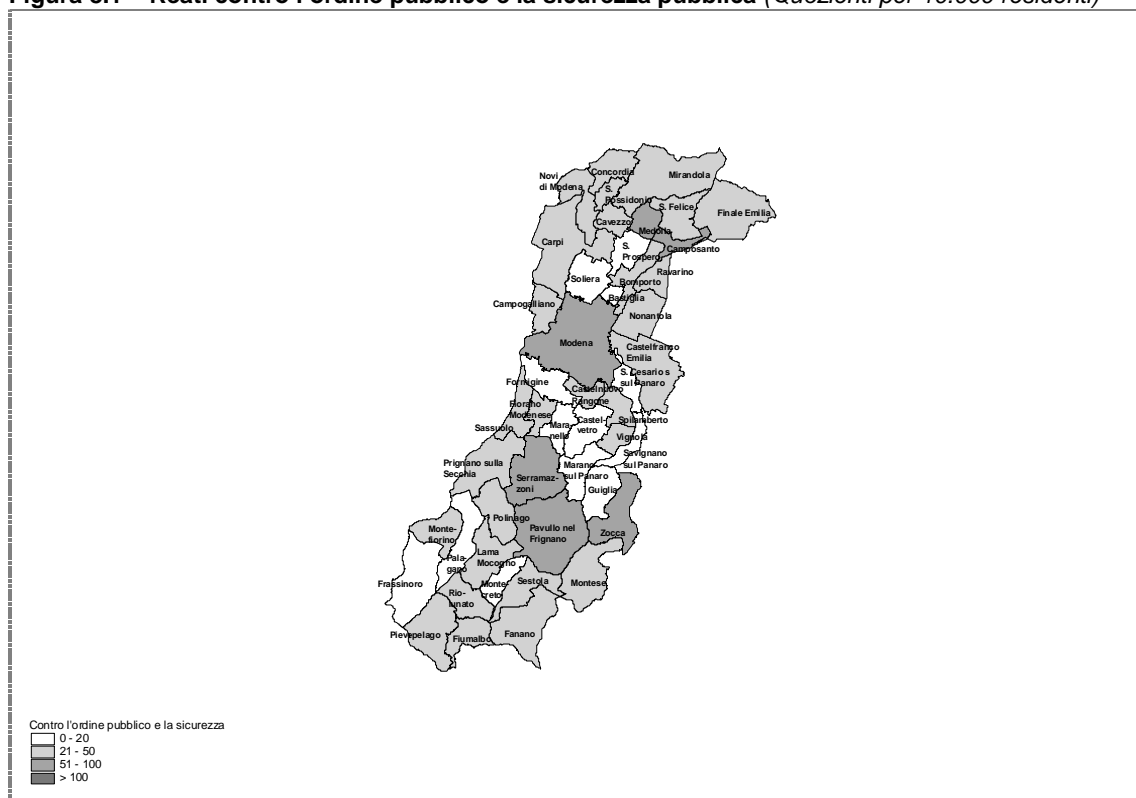 Reati contro l'ordine pubblico e la sicurezza pubblica (Quozienti per 10.000 residenti)
Novi
di Modena
Concordia
Mirandola
S.
Possidonio
S. Felice
Finale Emilia
Cavezzo
Medolla
Carpi
S.
Prospero
Camposanto
Soliera
Ravarino
Bomporto
Bastiglia
Campogalliano
Nonantola
Modena
Castelfranco
Emilia
S. Cesario s
sul Panaro
Formigine
Castelnuovo
Rangone
Fiorano
Modenese
Spilamberto
Sassuolo
Mara-
nello
Castel-
vetro
Vignola
Savignano
sul Panaro
Prignano sulla
Secchia
Marano
sul Panaro
Serramaz-
zoni
Guiglia
Polinago
Monte-
fiorino
Pavullo nel
Frignano
Zocca
Lama
Mocogno
Pala-
gano
Frassinoro
Monte-
creto
Sestola
Montese
Rio-
lunato
Pievepelago
Fiumalbo
Fanano
Contro l'ordine pubblico e la sicurezza
0 - 20
21 - 50
51 - 100
> 100